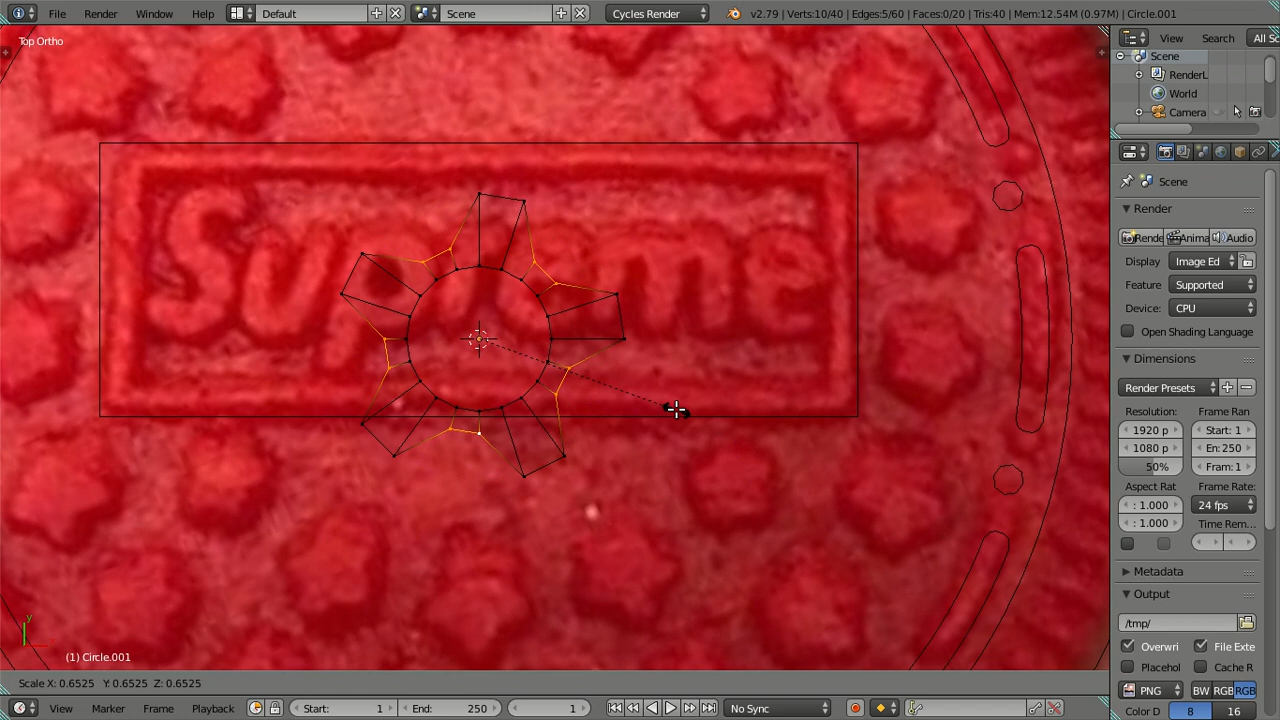 File Render Window Help Default Scene Cycles Render v2.79 | Verts:10/40 | Edges:5/60 | Faces:0/20 | Tris:40 | Mem:12.54M (0.97M) | Circle.001
Top Ortho
View Search All Sc
Scene
RenderL
World
Camera
Scene
Render
Rende Anima Audio
Display Image Ed
Feature Supported
Device: CPU
Open Shading Language
Dimensions
Render Presets
Resolution: Frame Ran
1920 p Start: 1
1080 p En: 250
50% Fram: 1
Aspect Rat Frame Rate:
: 1.000 24 fps
: 1.000 Time Rem...
Metadata
Output
/tmp/
Overwri File Exte
Placehol Cache R
PNG BW RGB RGB
Color D 8 16
y
(1) Circle.001
Scale X: 0.6525 Y: 0.6525 Z: 0.6525
View Marker Frame Playback Start: 1 End: 250 1 No Sync